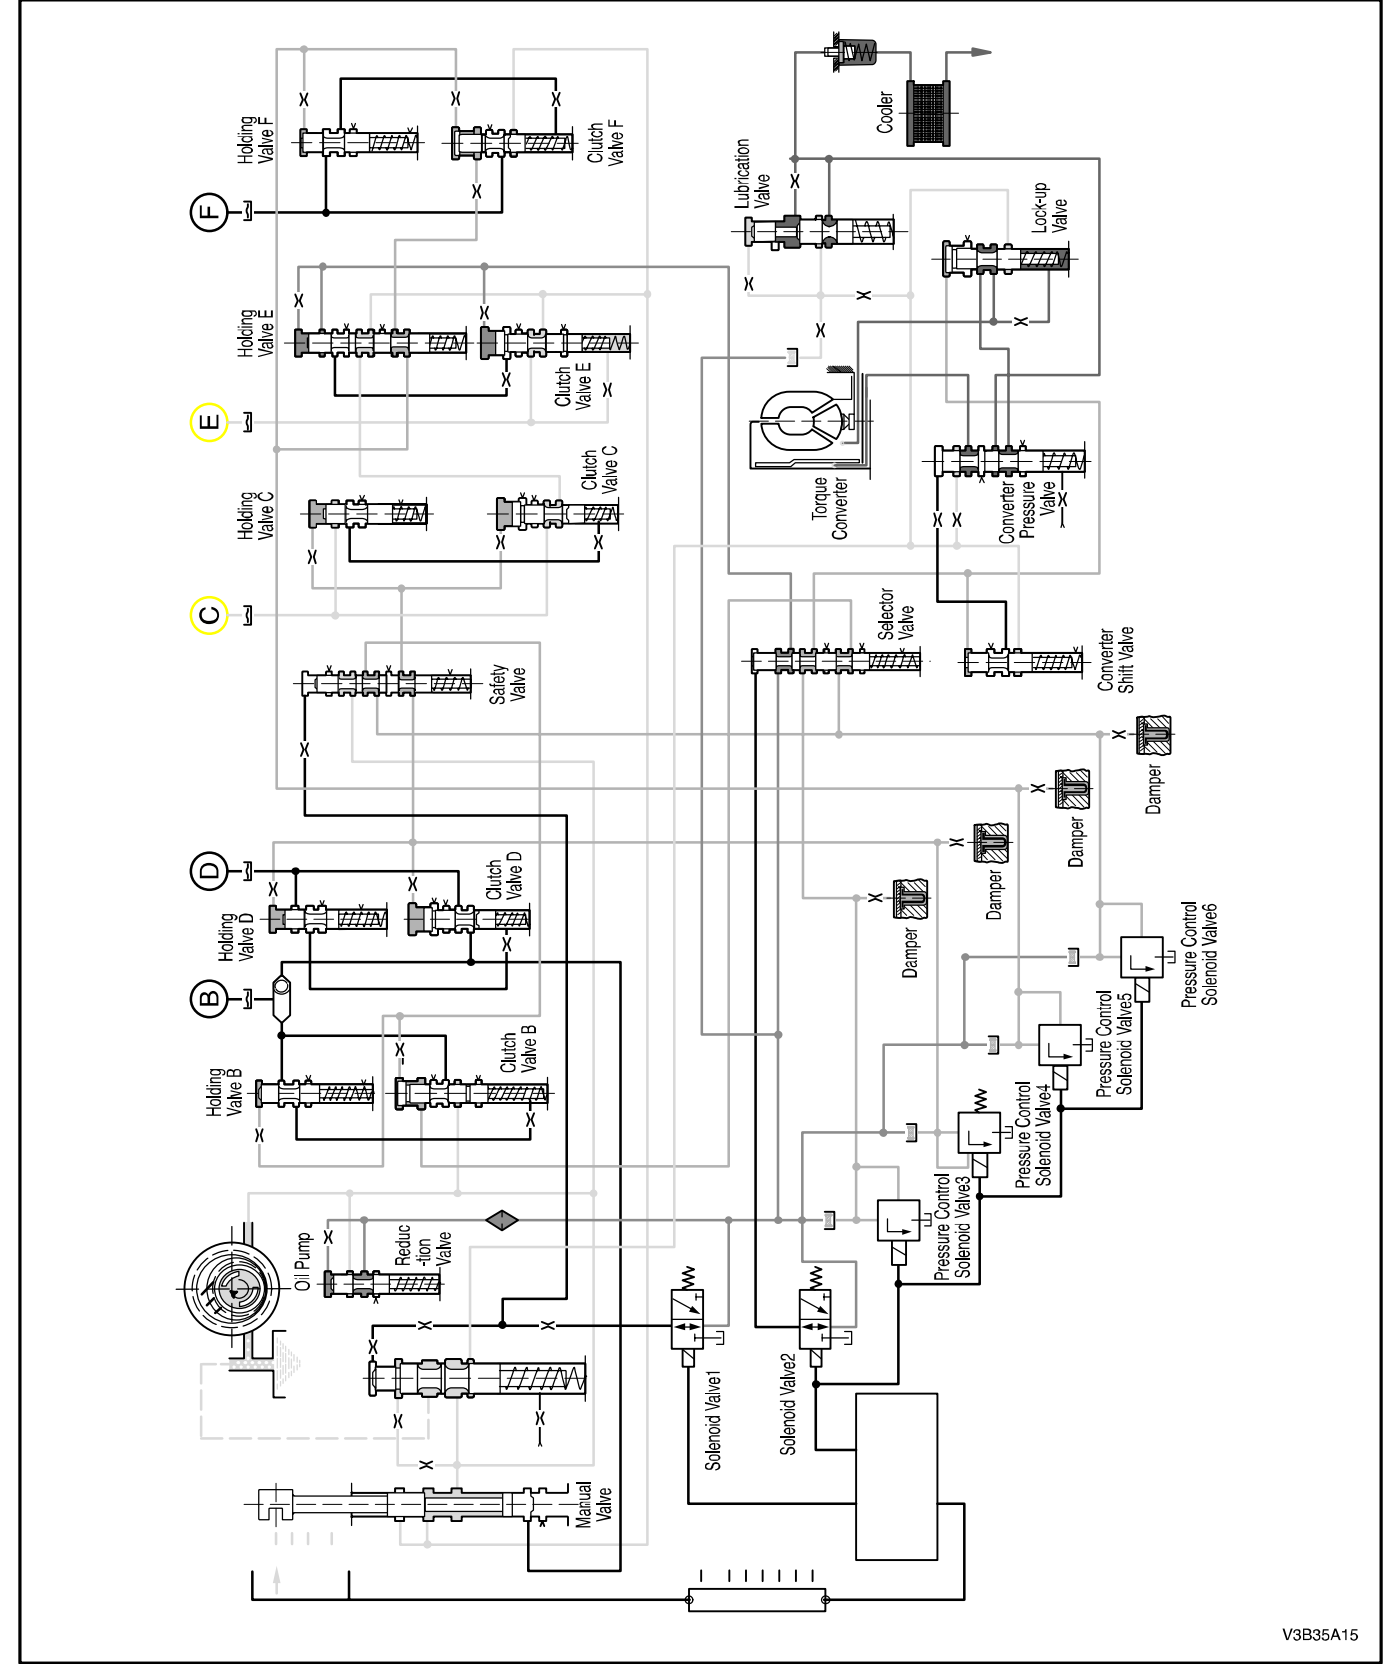 Holding
Valve F
Clutch
Valve F
F
Holding
Valve E
Clutch
Valve E
E
Holding
Valve C
Clutch
Valve C
C
Safety
Valve
D
Holding
Valve D
Clutch
Valve D
B
Holding
Valve B
Clutch
Valve B
Oil Pump
Reduc
-tion
Valve
Manual
Valve
Cooler
Lubrication
Valve
Lock-up
Valve
Torque
Converter
Converter
Pressure
Valve
Selector
Valve
Converter
Shift Valve
Damper
Damper
Damper
Damper
Pressure Control
Solenoid Valve6
Pressure Control
Solenoid Valve5
Pressure Control
Solenoid Valve4
Pressure Control
Solenoid Valve3
Solenoid Valve1
Solenoid Valve2
V3B35A15